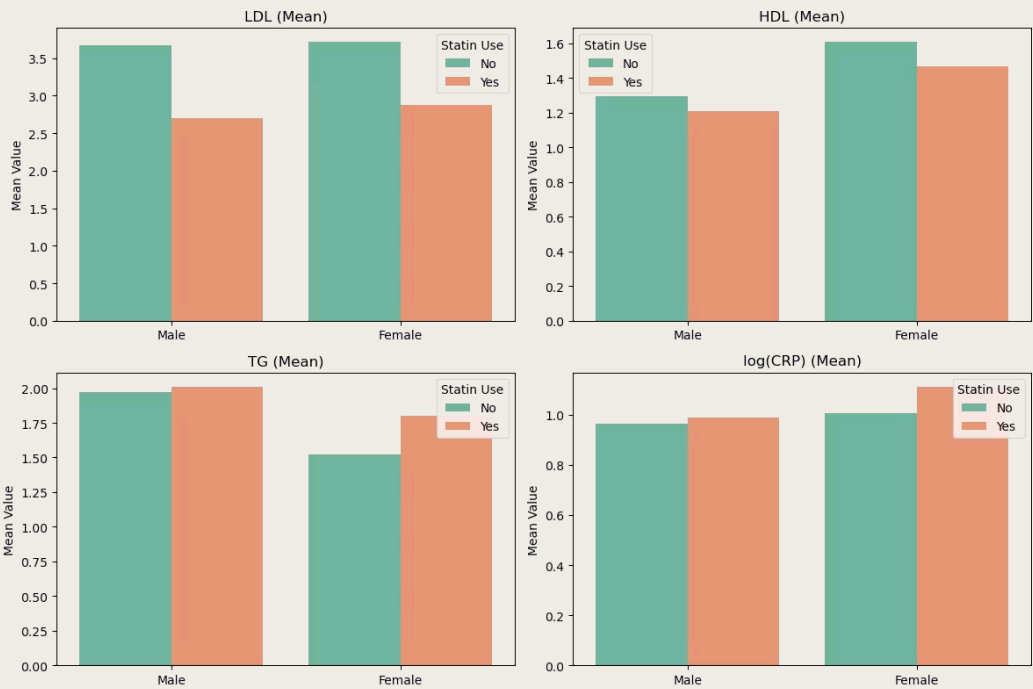 LDL (Mean)
Mean Value
3.5
3.0
2.5
2.0
1.5
1.0
0.5
0.0
Statin Use
No
Yes
Male Female
HDL (Mean)
Mean Value
1.6
1.4
1.2
1.0
0.8
0.6
0.4
0.2
0.0
Statin Use
No
Yes
Male Female
TG (Mean)
Mean Value
2.00
1.75
1.50
1.25
1.00
0.75
0.50
0.25
0.00
Statin Use
No
Yes
Male Female
log(CRP) (Mean)
Mean Value
1.0
0.8
0.6
0.4
0.2
0.0
Statin Use
No
Yes
Male Female